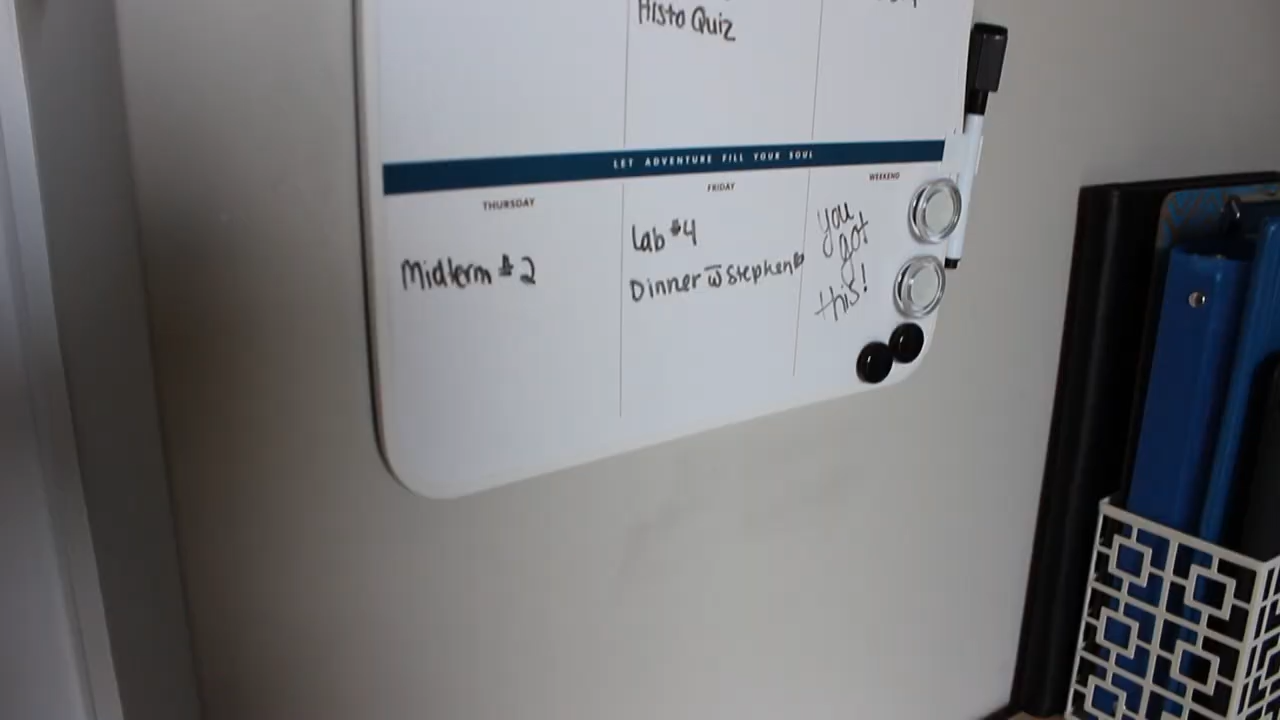 Histo Quiz
LET ADVENTURE FILL YOUR SOUL
THURSDAY
Midterm #2
FRIDAY
Lab #4
Dinner w̅ Stephen
WEEKEND
you
got
this!